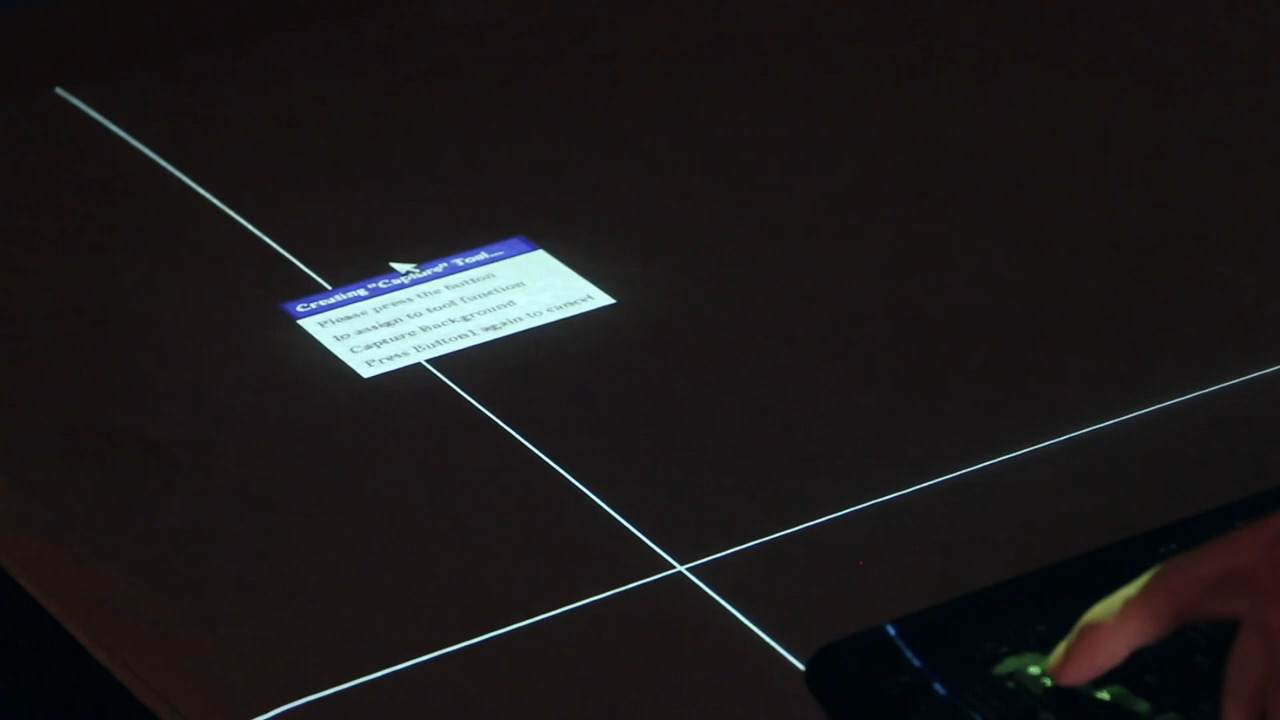 Creating "Capture" Tool...
Please press the button
to assign to tool function
Capture Background
Press Button1 again to cancel